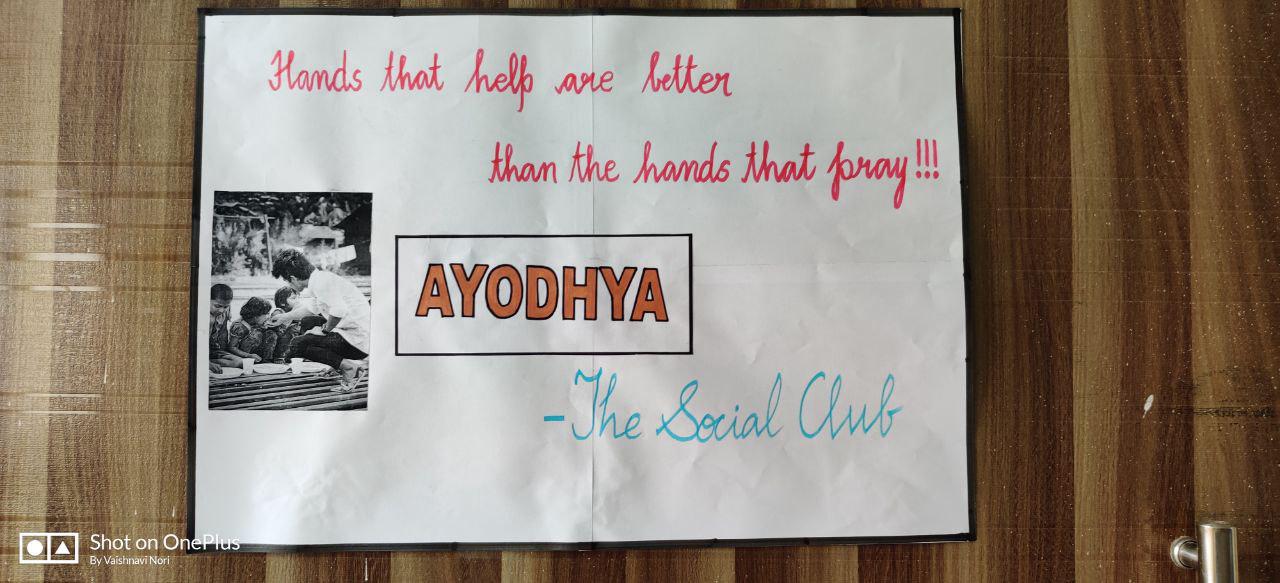 Hands that help are better
than the hands that pray!!!
AYODHYA
-The Social Club
Shot on OnePlus
By Vaishnavi Nori